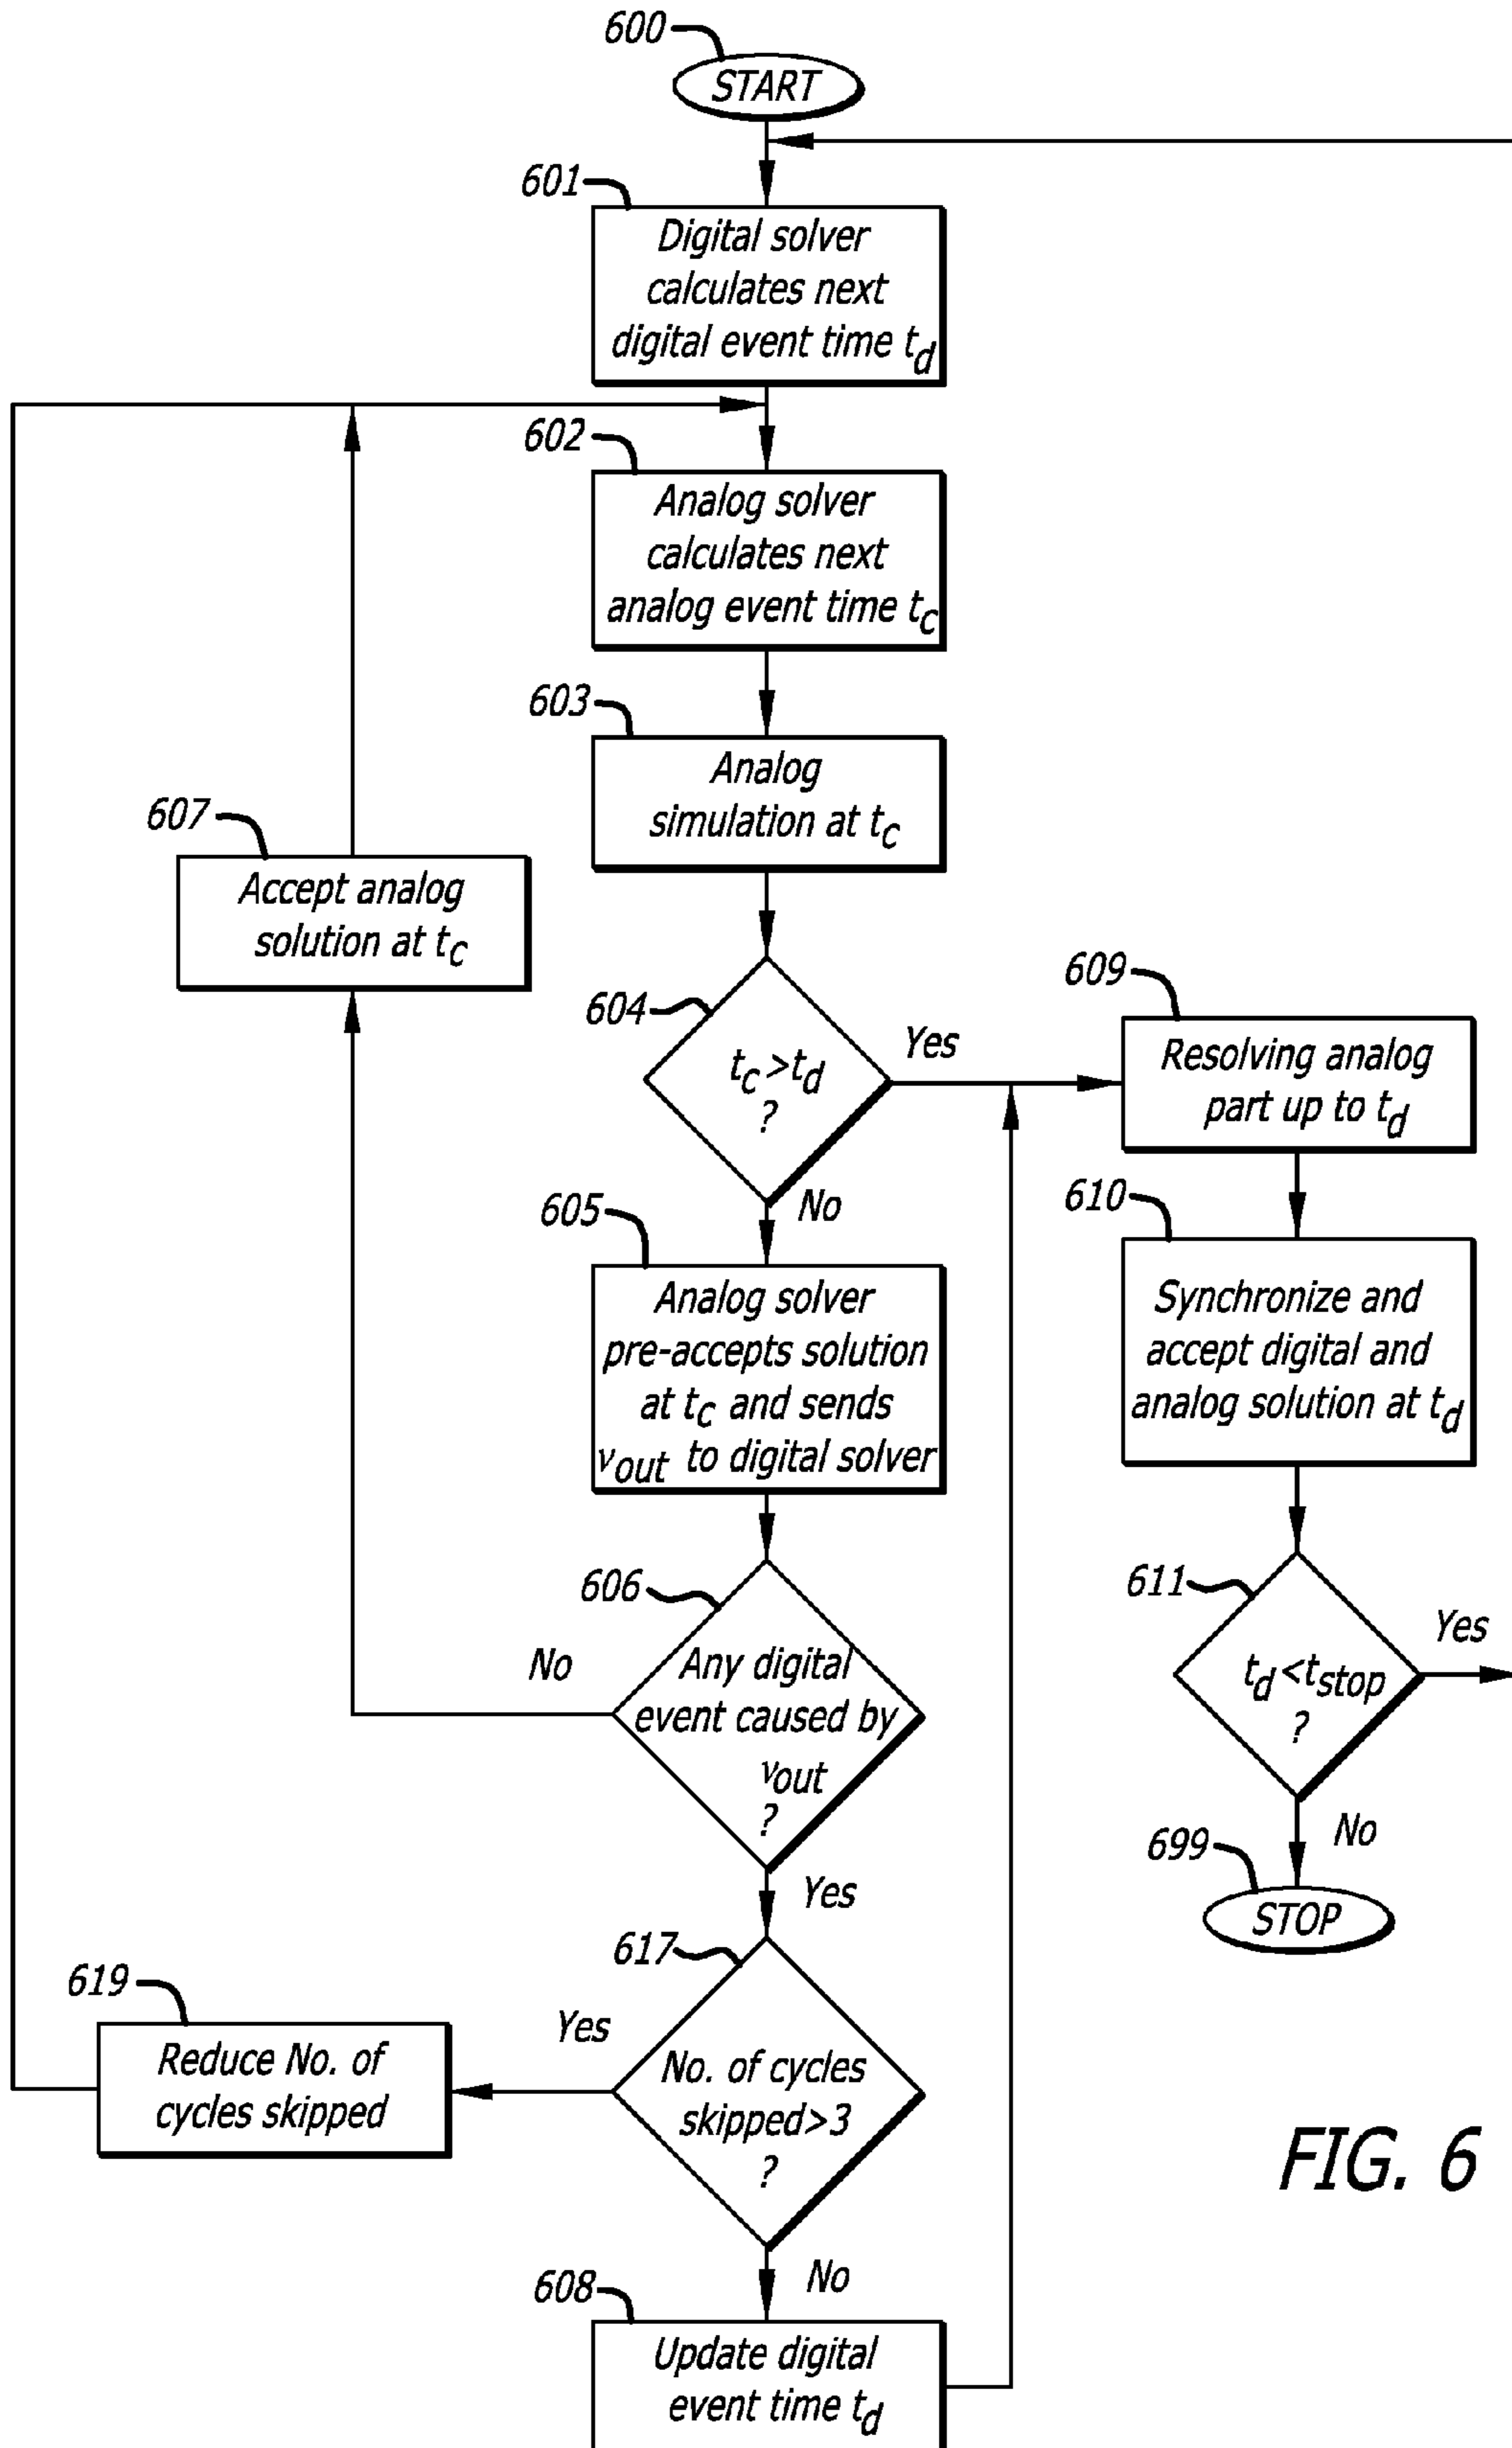 600
START
601
Digital solver
calculates next
digital event time td
602
Analog solver
calculates next
analog event time tc
603
Analog
simulation at tc
607
Accept analog
solution at tc
604
tc>td
?
Yes
No
609
Resolving analog
part up to td
605
Analog solver
pre-accepts solution
at tc and sends
vout to digital solver
610
Synchronize and
accept digital and
analog solution at td
606
Any digital
event caused by
vout
?
No
Yes
611
td<tstop
?
Yes
No
699
STOP
617
No. of cycles
skipped>3
?
Yes
No
619
Reduce No. of
cycles skipped
608
Update digital
event time td
FIG. 6